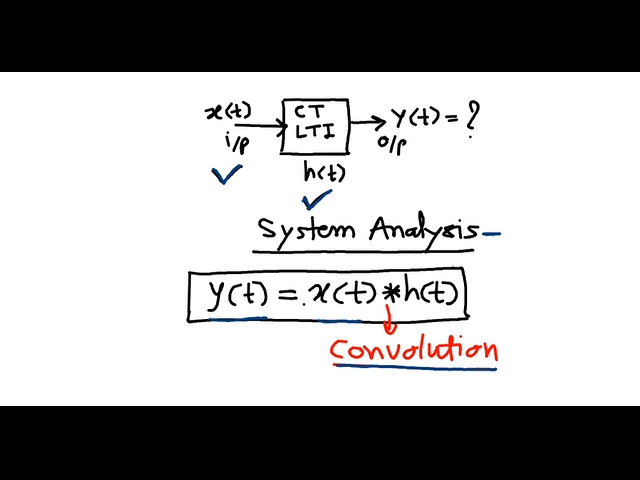 x(t) CT y(t) = ?
i/p LTI o/p
h(t)
System Analysis
y(t) = x(t) * h(t)
Convolution